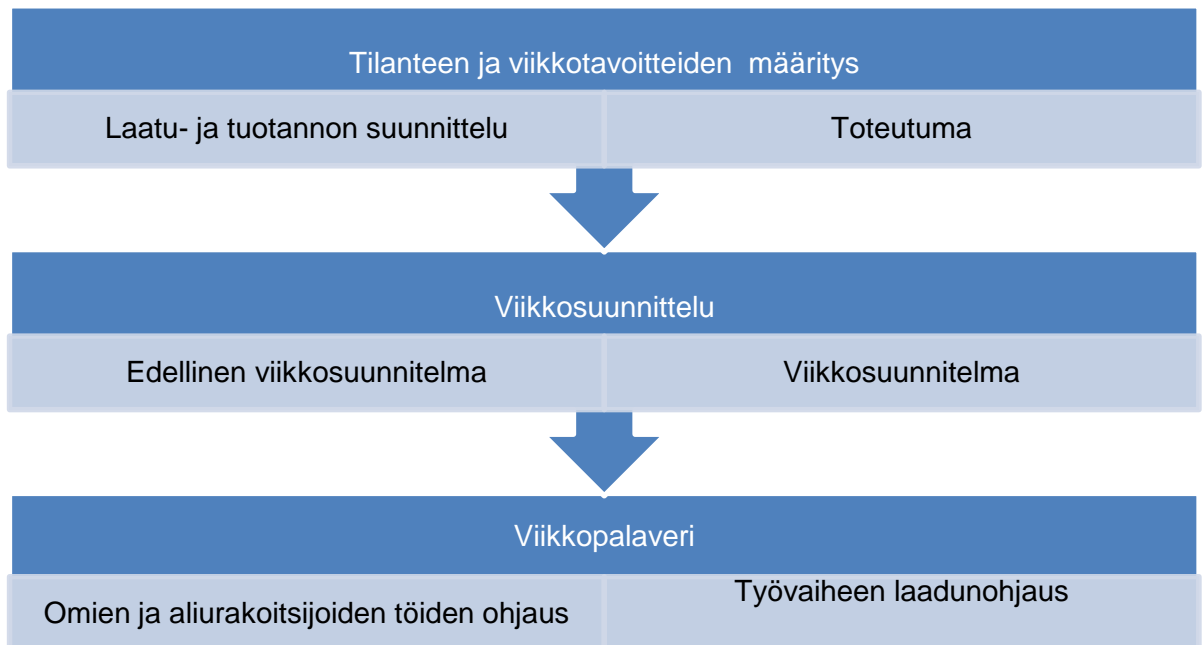 Tilanteen ja viikkotavoitteiden määritys
Laatu- ja tuotannon suunnittelu
Toteutuma
Viikkosuunnittelu
Edellinen viikkosuunnitelma
Viikkosuunnitelma
Viikkopalaveri
Omien ja aliurakoitsijoiden töiden ohjaus
Työvaiheen laadunohjaus